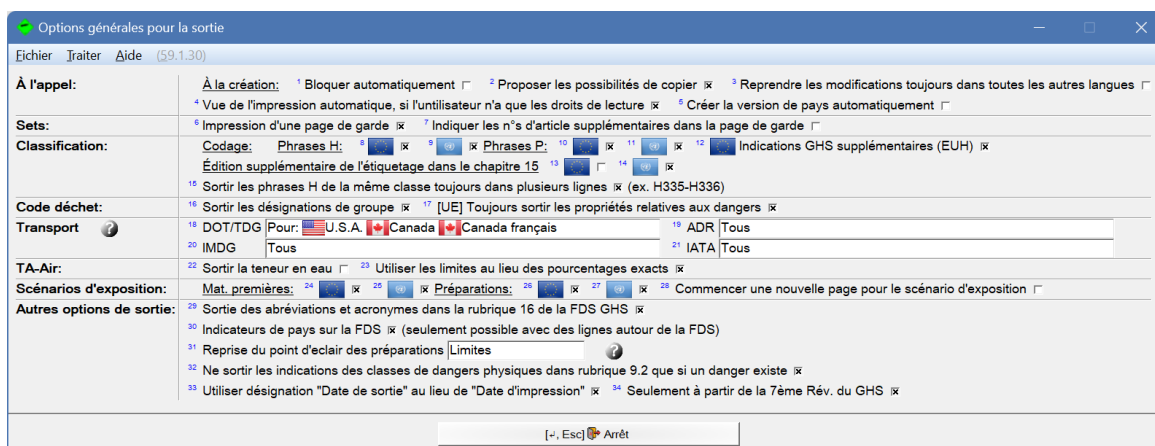 Options générales pour la sortie
Fichier Traiter Aide (59.1.30)
À l'appel: À la création: 1 Bloquer automatiquement 2 Proposer les possibilités de copier 3 Reprendre les modifications toujours dans toutes les autres langues
4 Vue de l'impression automatique, si l'untilisateur n'a que les droits de lecture 5 Créer la version de pays automatiquement
Sets: 6 Impression d'une page de garde 7 Indiquer les n°s d'article supplémentaires dans la page de garde
Classification: Codage: Phrases H: 8 9 Phrases P: 10 11 12 Indications GHS supplémentaires (EUH)
Édition supplémentaire de l'étiquetage dans le chapitre 15 13 14
15 Sortir les phrases H de la même classe toujours dans plusieurs lignes (ex. H335-H336)
Code déchet: 16 Sortir les désignations de groupe 17 [UE] Toujours sortir les propriétés relatives aux dangers
Transport ? 18 DOT/TDG Pour: U.S.A. Canada Canada français 19 ADR Tous
20 IMDG Tous 21 IATA Tous
TA-Air: 22 Sortir la teneur en eau 23 Utiliser les limites au lieu des pourcentages exacts
Scénarios d'exposition: Mat. premières: 24 25 Préparations: 26 27 28 Commencer une nouvelle page pour le scénario d'exposition
Autres options de sortie: 29 Sortie des abréviations et acronymes dans la rubrique 16 de la FDS GHS
30 Indicateurs de pays sur la FDS (seulement possible avec des lignes autour de la FDS)
31 Reprise du point d'eclair des préparations Limites ?
32 Ne sortir les indications des classes de dangers physiques dans rubrique 9.2 que si un danger existe
33 Utiliser désignation "Date de sortie" au lieu de "Date d'impression" 34 Seulement à partir de la 7ème Rév. du GHS
[↵, Esc] Arrêt